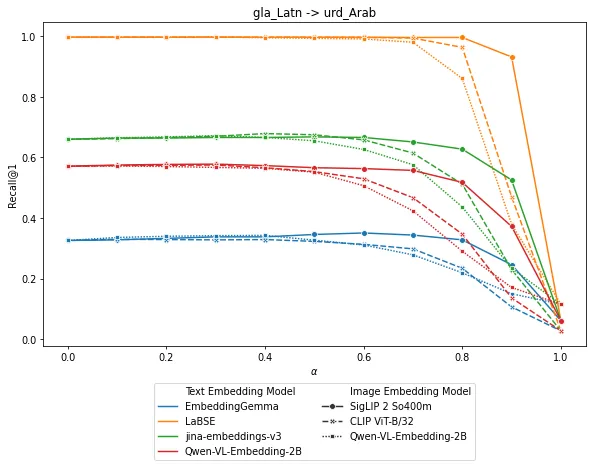 gla_Latn -> urd_Arab
Recall@1
1.0
0.8
0.6
0.4
0.2
0.0
0.0 0.2 0.4 0.6 0.8 1.0
α
Text Embedding Model
EmbeddingGemma
LaBSE
jina-embeddings-v3
Qwen-VL-Embedding-2B
Image Embedding Model
SigLIP 2 So400m
CLIP ViT-B/32
Qwen-VL-Embedding-2B